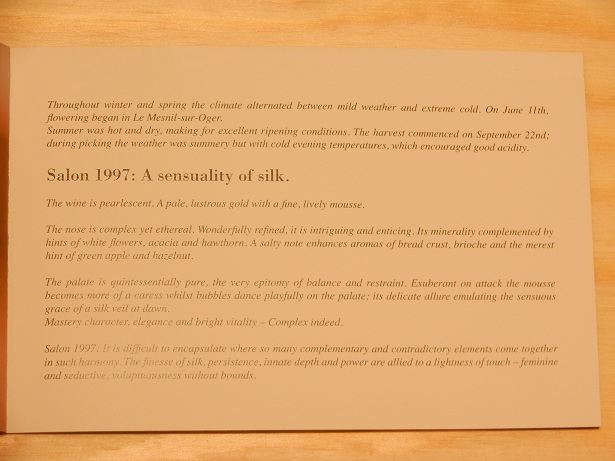 Throughout winter and spring the climate alternated between mild weather and extreme cold. On June 11th,
flowering began in Le Mesnil-sur-Oger.
Summer was hot and dry, making for excellent ripening conditions. The harvest commenced on September 22nd;
during picking the weather was summery but with cold evening temperatures, which encouraged good acidity.
Salon 1997: A sensuality of silk.
The wine is pearlescent. A pale, lustrous gold with a fine, lively mousse.
The nose is complex yet ethereal. Wonderfully refined, it is intriguing and enticing. Its minerality complemented by
hints of white flowers, acacia and hawthorn. A salty note enhances aromas of bread crust, brioche and the merest
hint of green apple and hazelnut.
The palate is quintessentially pure, the very epitomy of balance and restraint. Exuberant on attack the mousse
becomes more of a caress whilst bubbles dance playfully on the palate; its delicate allure emulating the sensuous
grace of a silk veil at dawn.
Mastery character, elegance and bright vitality – Complex indeed.
Salon 1997: It is difficult to encapsulate where so many complementary and contradictory elements come together
in such harmony. The finesse of silk, persistence, innate depth and power are allied to a lightness of touch – feminine
and seductive, voluptuousness without bounds.